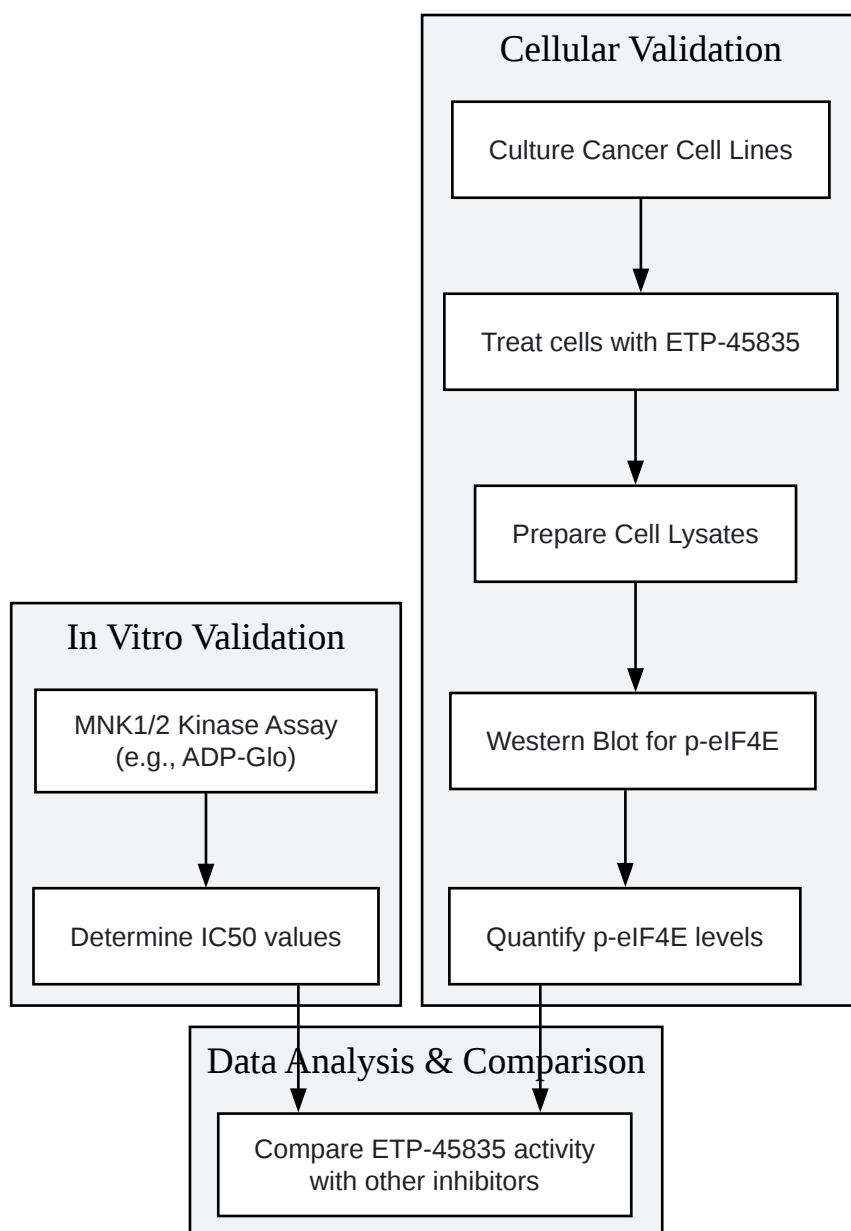 Cellular Validation
Culture Cancer Cell Lines
Treat cells with ETP-45835
Prepare Cell Lysates
Western Blot for p-eIF4E
Quantify p-eIF4E levels
In Vitro Validation
MNK1/2 Kinase Assay
(e.g., ADP-Glo)
Determine IC50 values
Data Analysis & Comparison
Compare ETP-45835 activity
with other inhibitors